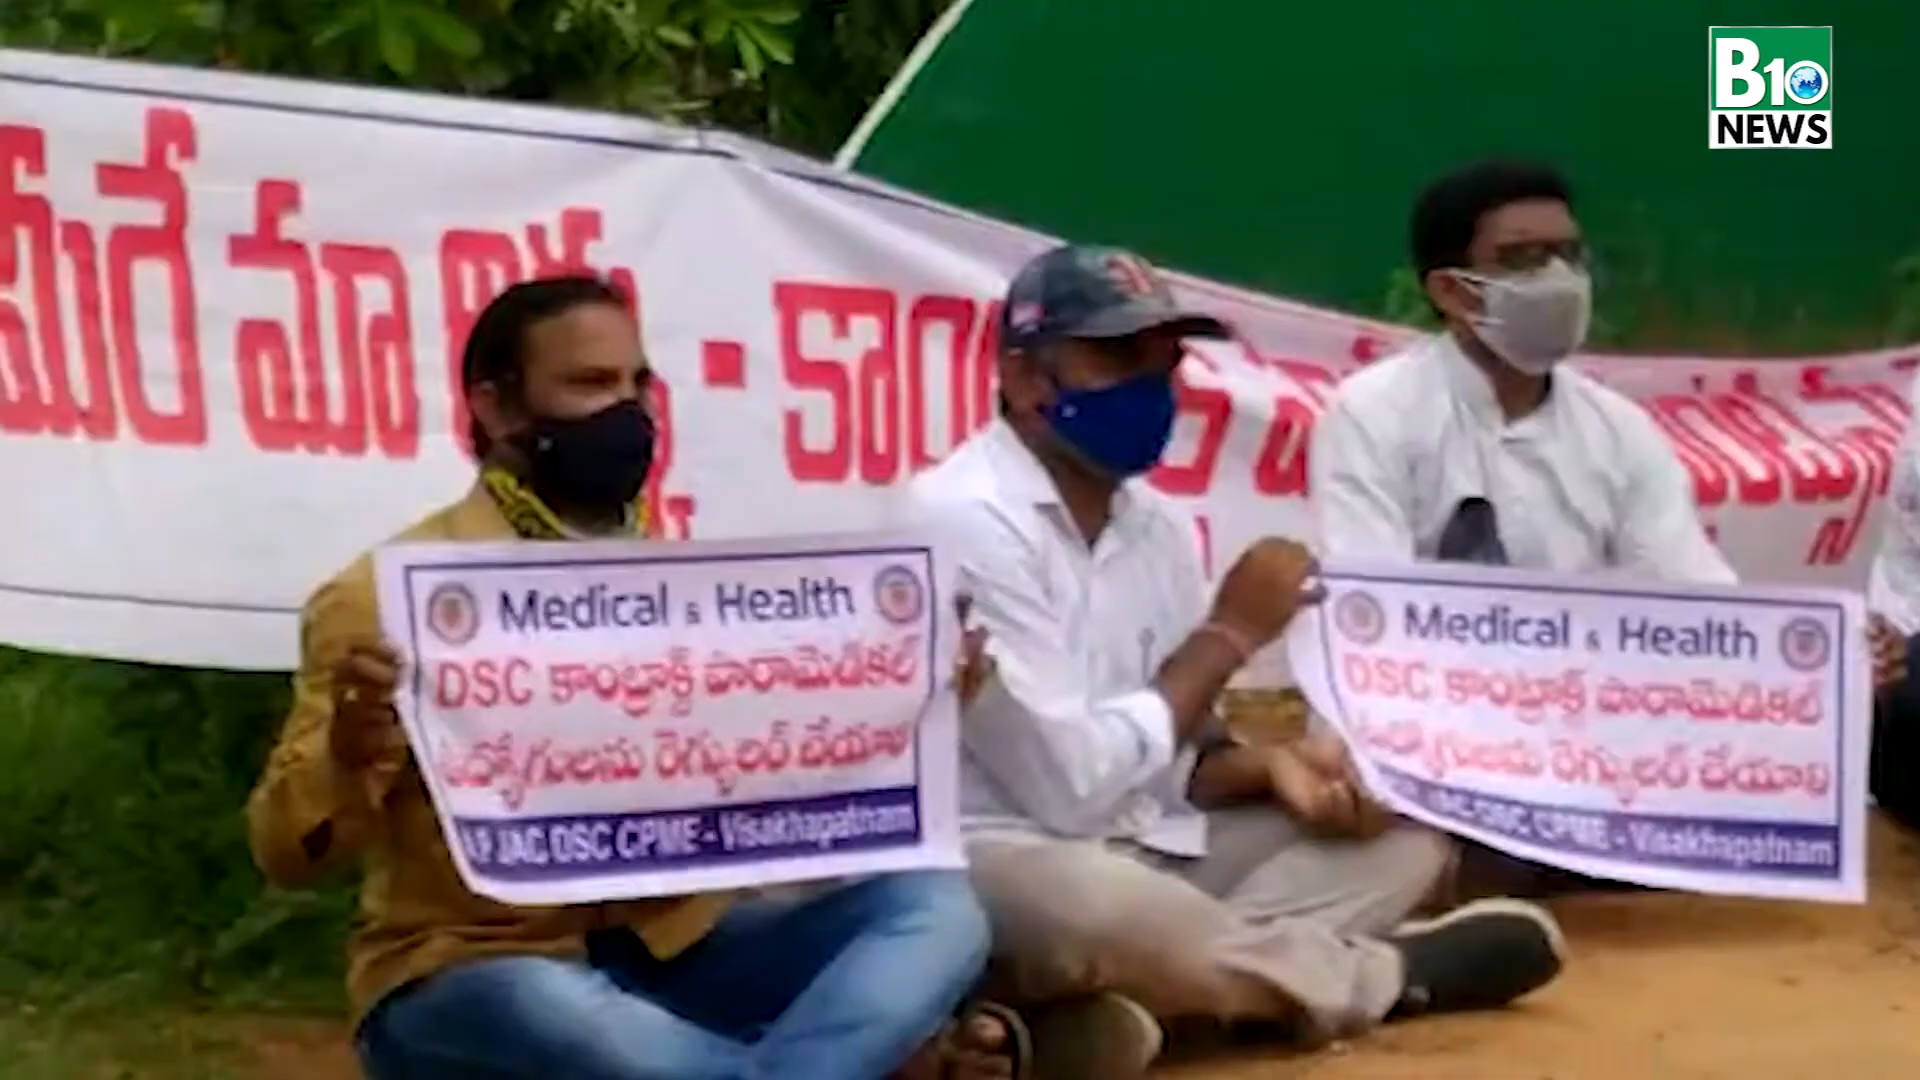 B10
NEWS
మీరే మా
Medical & Health
DSC కాంట్రాక్ట్ పారామెడికల్
ఉద్యోగులను రెగ్యులర్ చేయాలి
A.P JAC DSC CPME - Visakhapatnam
Medical & Health
DSC కాంట్రాక్ట్ పారామెడికల్
ఉద్యోగులను రెగ్యులర్ చేయాలి
JAC DSC CPME - Visakhapatnam